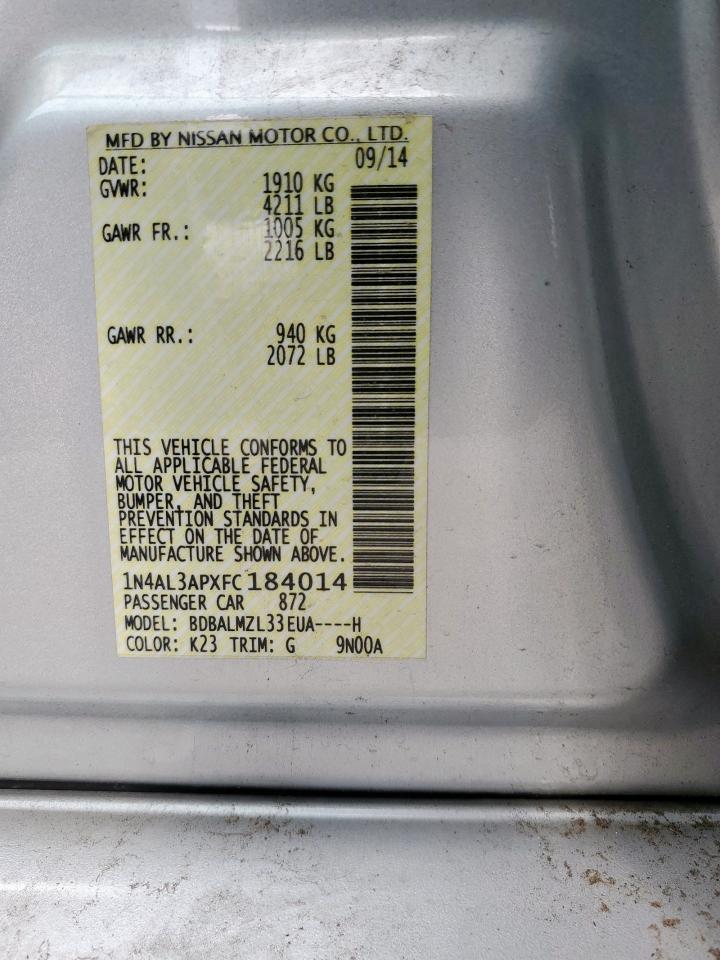 MFD BY NISSAN MOTOR CO., LTD.
DATE: 09/14
GVWR: 1910 KG
4211 LB
GAWR FR.: 1005 KG
2216 LB
GAWR RR.: 940 KG
2072 LB
THIS VEHICLE CONFORMS TO
ALL APPLICABLE FEDERAL
MOTOR VEHICLE SAFETY,
BUMPER, AND THEFT
PREVENTION STANDARDS IN
EFFECT ON THE DATE OF
MANUFACTURE SHOWN ABOVE.
1N4AL3APXFC184014
PASSENGER CAR 872
MODEL: BDBALMZL33EUA----H
COLOR: K23 TRIM: G 9N00A